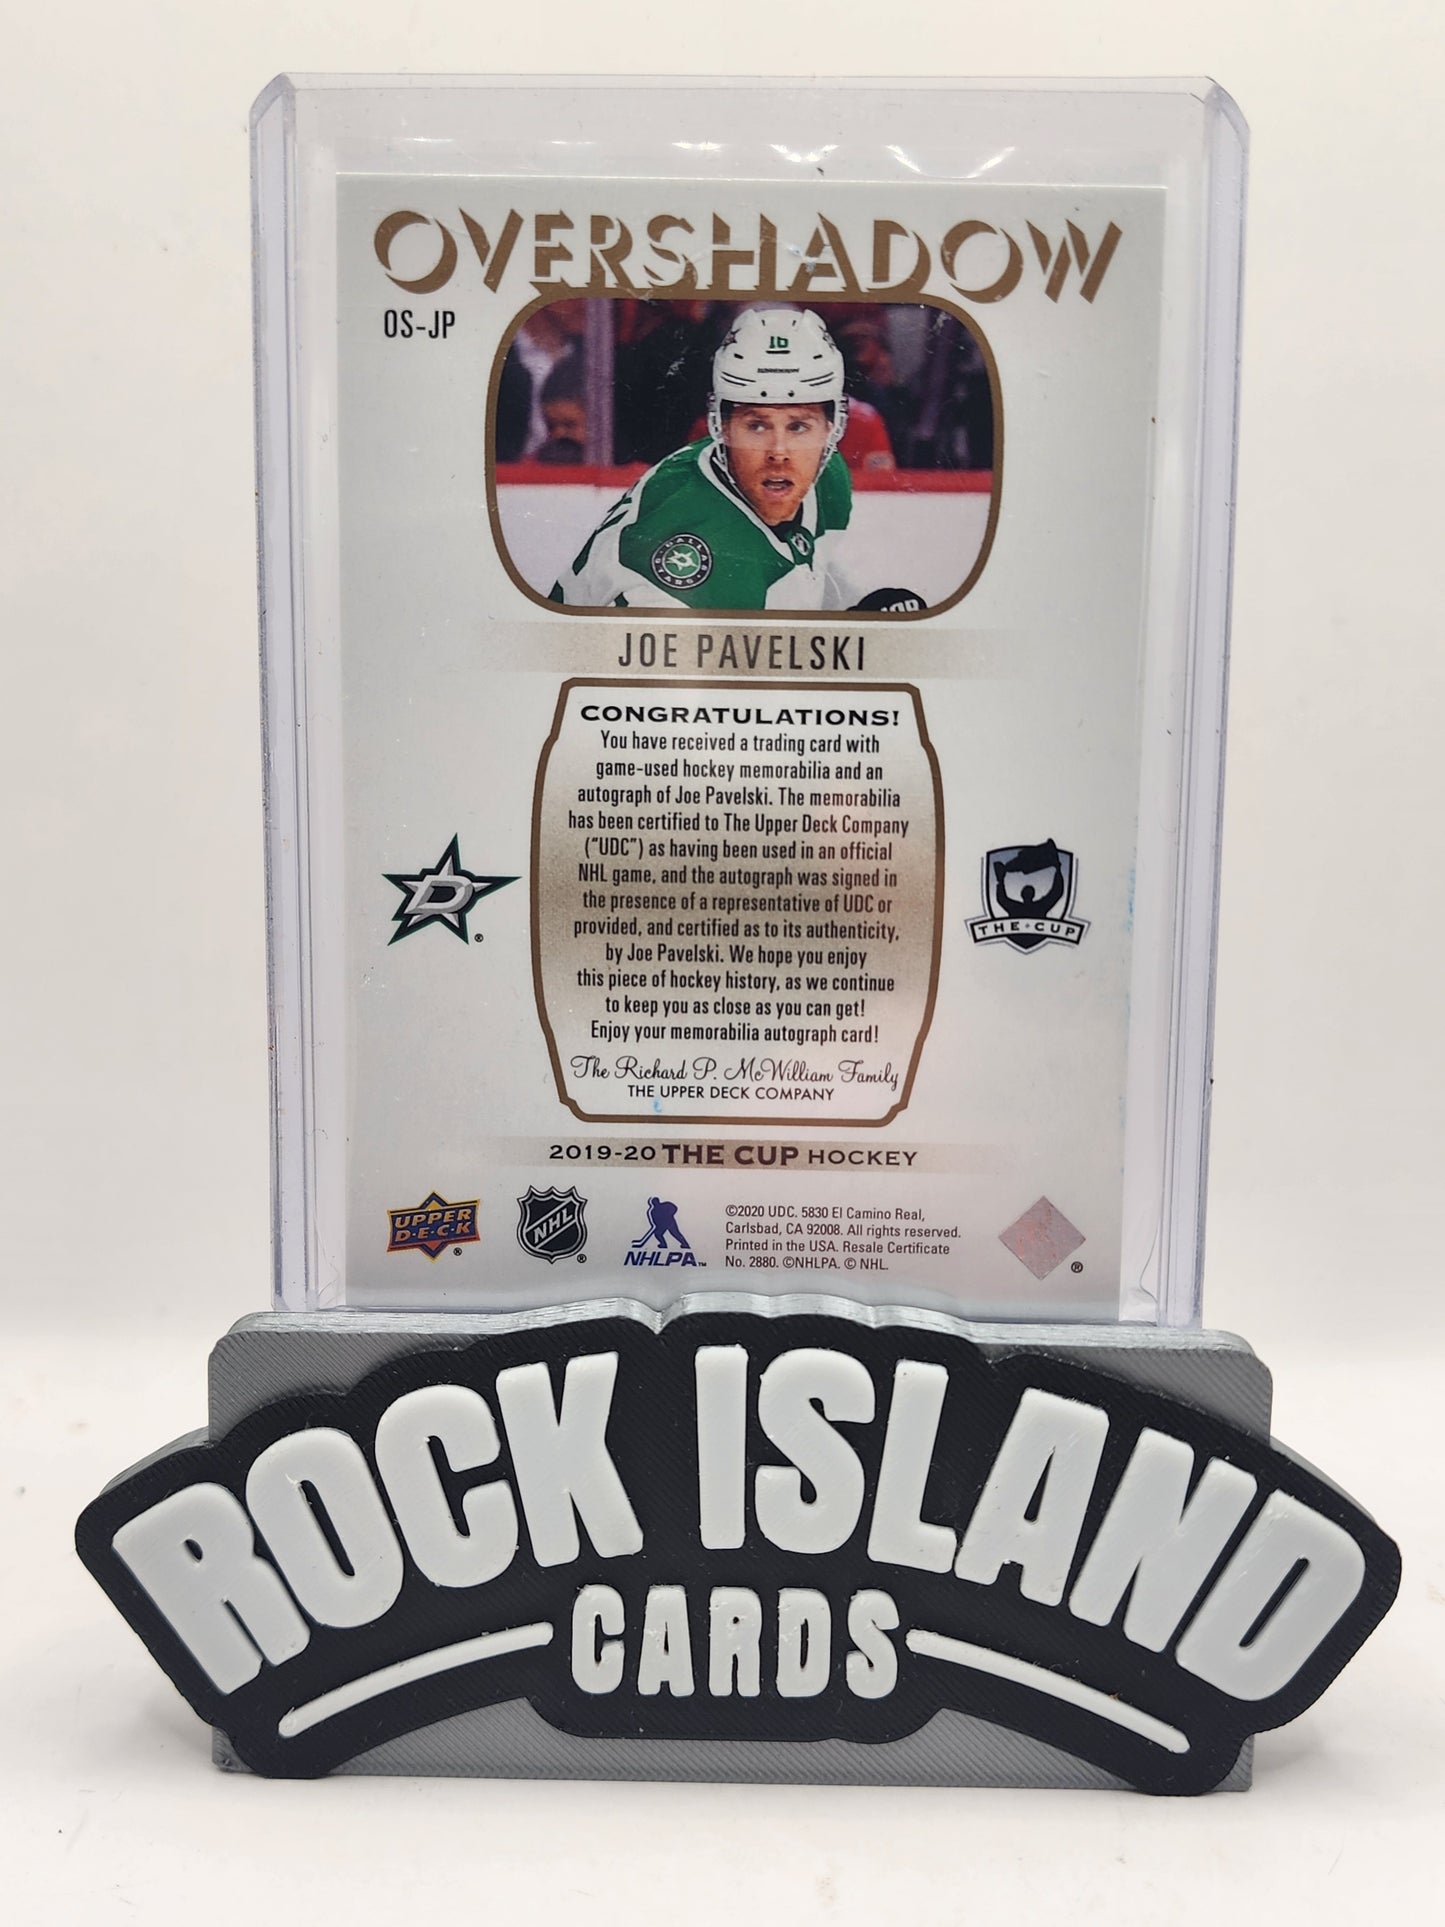 OVERSHADOW
OS-JP
16
DALLAS
STARS
JOE PAVELSKI
CONGRATULATIONS!
You have received a trading card with
game-used hockey memorabilia and an
autograph of Joe Pavelski. The memorabilia
has been certified to The Upper Deck Company
("UDC") as having been used in an official
NHL game, and the autograph was signed in
the presence of a representative of UDC or
provided, and certified as to its authenticity,
by Joe Pavelski. We hope you enjoy
this piece of hockey history, as we continue
to keep you as close as you can get!
Enjoy your memorabilia autograph card!
The Richard P. McWilliam Family
THE UPPER DECK COMPANY
D®
THE CUP
2019-20 THE CUP HOCKEY
UPPER
D·E·C·K®
NHL®
NHLPA™
©2020 UDC. 5830 El Camino Real,
Carlsbad, CA 92008. All rights reserved.
Printed in the USA. Resale Certificate
No. 2880. ©NHLPA. © NHL.
®
ROCK ISLAND
CARDS